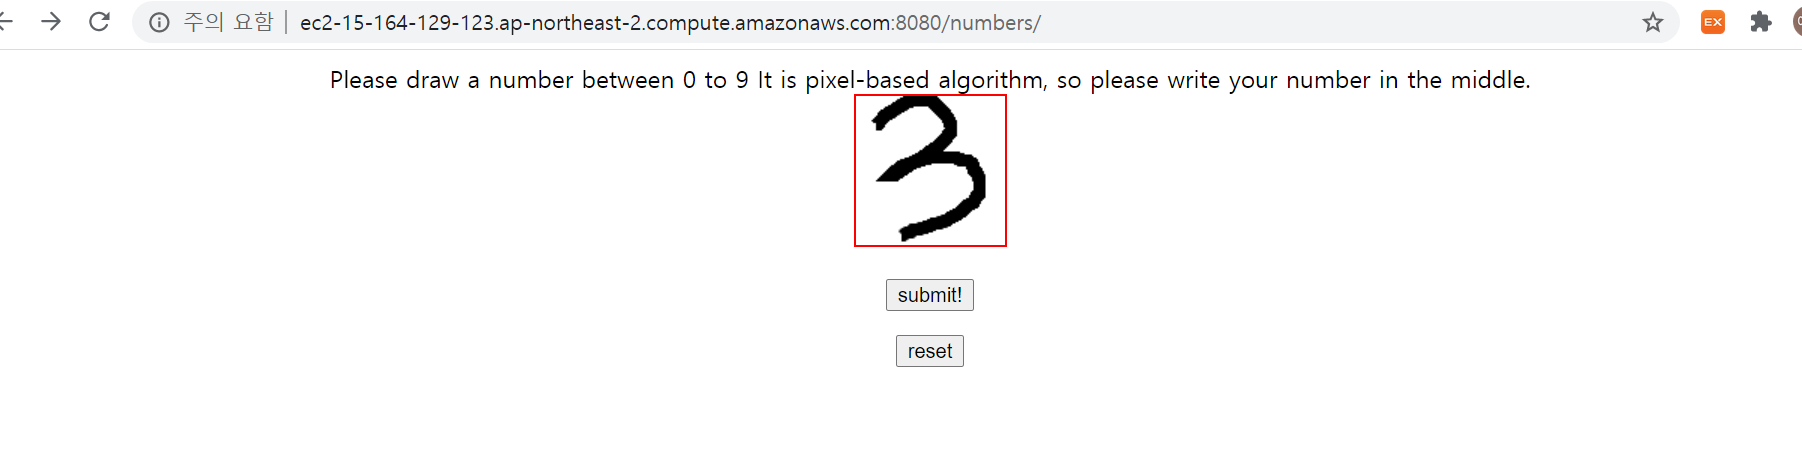 주의 요함 | ec2-15-164-129-123.ap-northeast-2.compute.amazonaws.com:8080/numbers/
EX
Please draw a number between 0 to 9 It is pixel-based algorithm, so please write your number in the middle.
3
submit!
reset